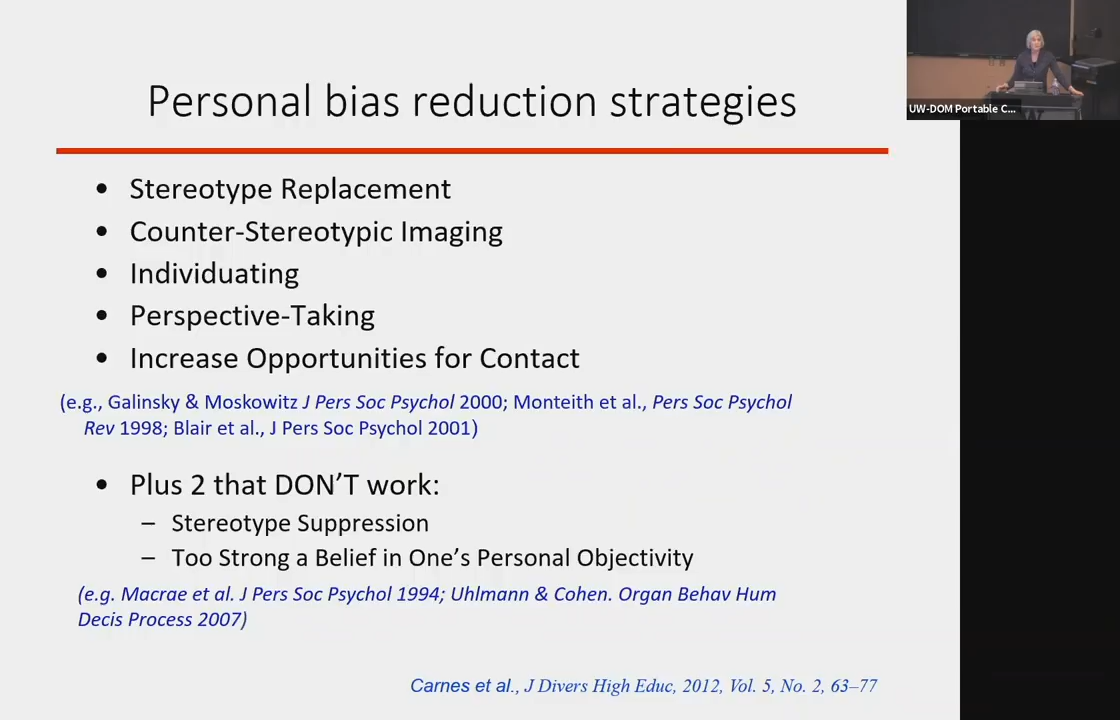 Personal bias reduction strategies
UW-DOM Portable C...
• Stereotype Replacement
• Counter-Stereotypic Imaging
• Individuating
• Perspective-Taking
• Increase Opportunities for Contact
(e.g., Galinsky & Moskowitz J Pers Soc Psychol 2000; Monteith et al., Pers Soc Psychol
Rev 1998; Blair et al., J Pers Soc Psychol 2001)
• Plus 2 that DON’T work:
– Stereotype Suppression
– Too Strong a Belief in One’s Personal Objectivity
(e.g. Macrae et al. J Pers Soc Psychol 1994; Uhlmann & Cohen. Organ Behav Hum
Decis Process 2007)
Carnes et al., J Divers High Educ, 2012, Vol. 5, No. 2, 63–77